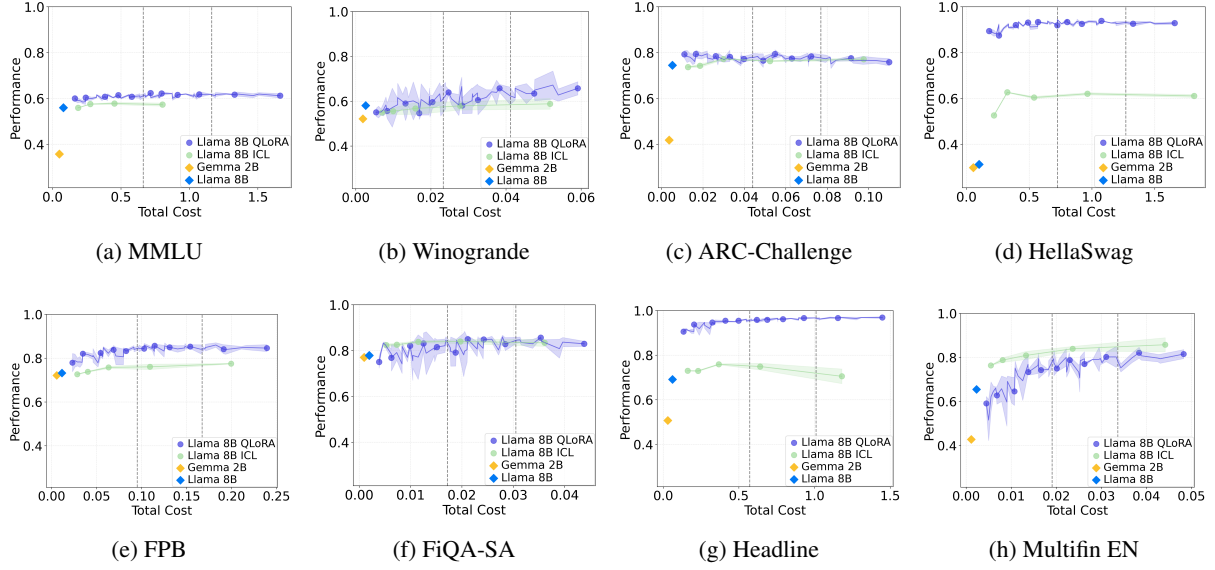 1.0
0.8
0.6
0.4
Performance
0.0 0.5 1.0 1.5
Total Cost
Llama 8B QLoRA
Llama 8B ICL
Gemma 2B
Llama 8B
(a) MMLU
1.0
0.8
0.6
0.4
Performance
0.00 0.02 0.04 0.06
Total Cost
Llama 8B QLoRA
Llama 8B ICL
Gemma 2B
Llama 8B
(b) Winogrande
1.0
0.8
0.6
0.4
Performance
0.00 0.02 0.04 0.06 0.08 0.10
Total Cost
Llama 8B QLoRA
Llama 8B ICL
Gemma 2B
Llama 8B
(c) ARC-Challenge
1.0
0.8
0.6
0.4
Performance
0.0 0.5 1.0 1.5
Total Cost
Llama 8B QLoRA
Llama 8B ICL
Gemma 2B
Llama 8B
(d) HellaSwag
1.0
0.8
0.6
0.4
Performance
0.00 0.05 0.10 0.15 0.20 0.25
Total Cost
Llama 8B QLoRA
Llama 8B ICL
Gemma 2B
Llama 8B
(e) FPB
1.0
0.8
0.6
0.4
Performance
0.00 0.01 0.02 0.03 0.04
Total Cost
Llama 8B QLoRA
Llama 8B ICL
Gemma 2B
Llama 8B
(f) FiQA-SA
1.0
0.8
0.6
0.4
Performance
0.0 0.5 1.0 1.5
Total Cost
Llama 8B QLoRA
Llama 8B ICL
Gemma 2B
Llama 8B
(g) Headline
1.0
0.8
0.6
0.4
Performance
0.00 0.01 0.02 0.03 0.04 0.05
Total Cost
Llama 8B QLoRA
Llama 8B ICL
Gemma 2B
Llama 8B
(h) Multifin EN